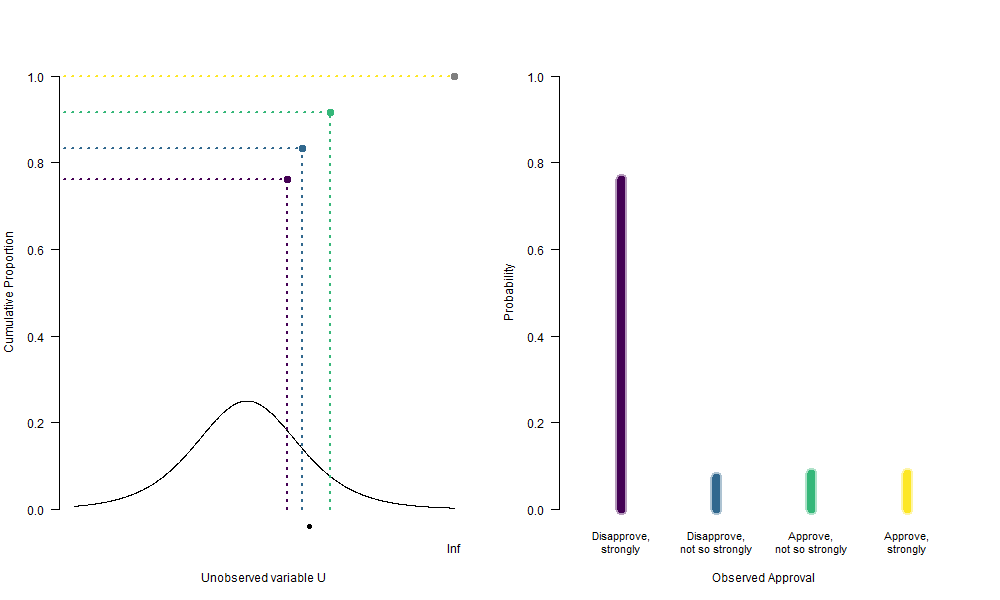 1.0
0.8
0.6
0.4
0.2
0.0
Cumulative Proportion
Inf
Unobserved variable U
1.0
0.8
0.6
0.4
0.2
0.0
Probability
Disapprove,
strongly
Disapprove,
not so strongly
Approve,
not so strongly
Approve,
strongly
Observed Approval